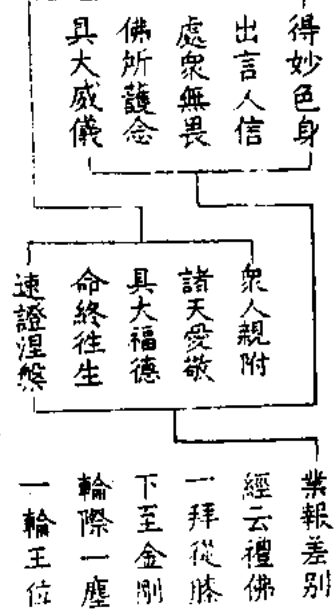 得妙色身
出言人信
處衆無畏
佛所護念
具大威儀
衆人親附
諸天愛敬
具大福德
命終往生
速證涅槃
業報差別
經云禮佛
一拜從膝
下至金剛
輪際一塵
一輪王位